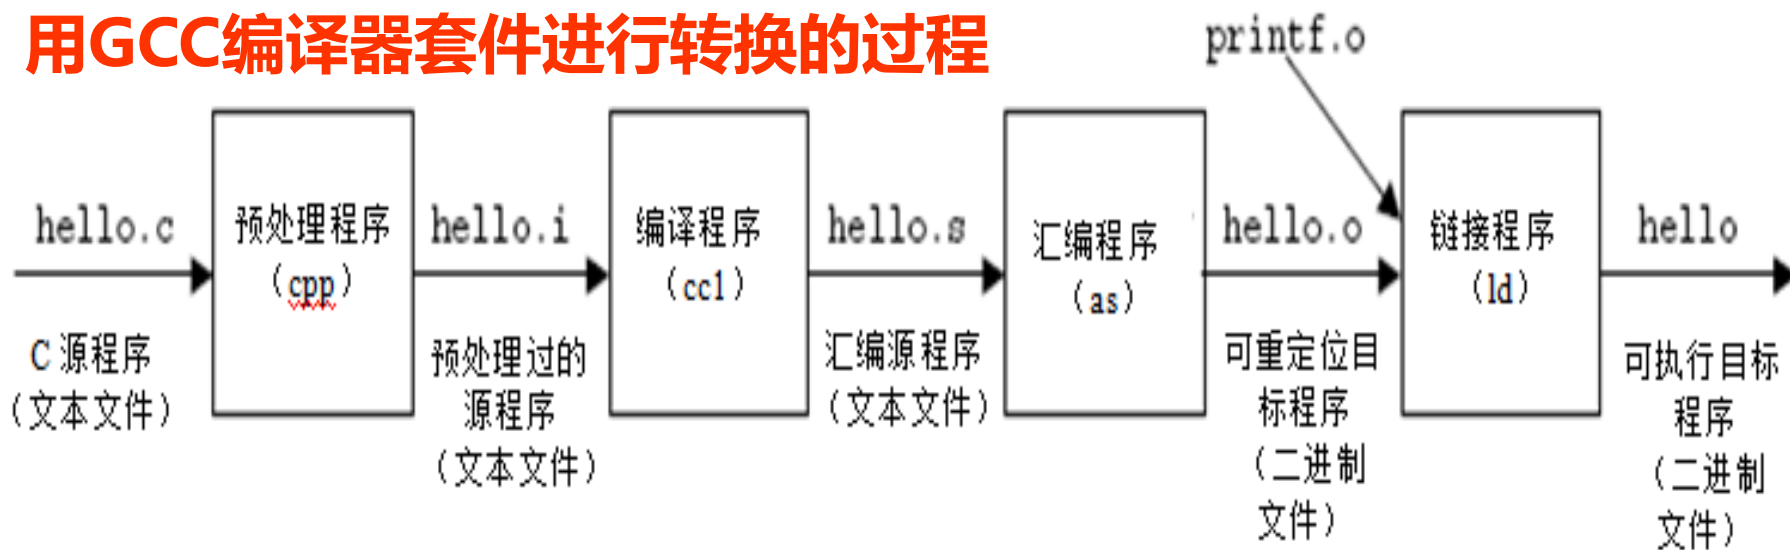 用GCC编译器套件进行转换的过程
printf.o
hello.c
C 源程序
（文本文件）
预处理程序
（cpp）
hello.i
预处理过的
源程序
（文本文件）
编译程序
（cc1）
hello.s
汇编源程序
（文本文件）
汇编程序
（as）
hello.o
可重定位目
标程序
（二进制
文件）
链接程序
（ld）
hello
可执行目标
程序
（二进制
文件）